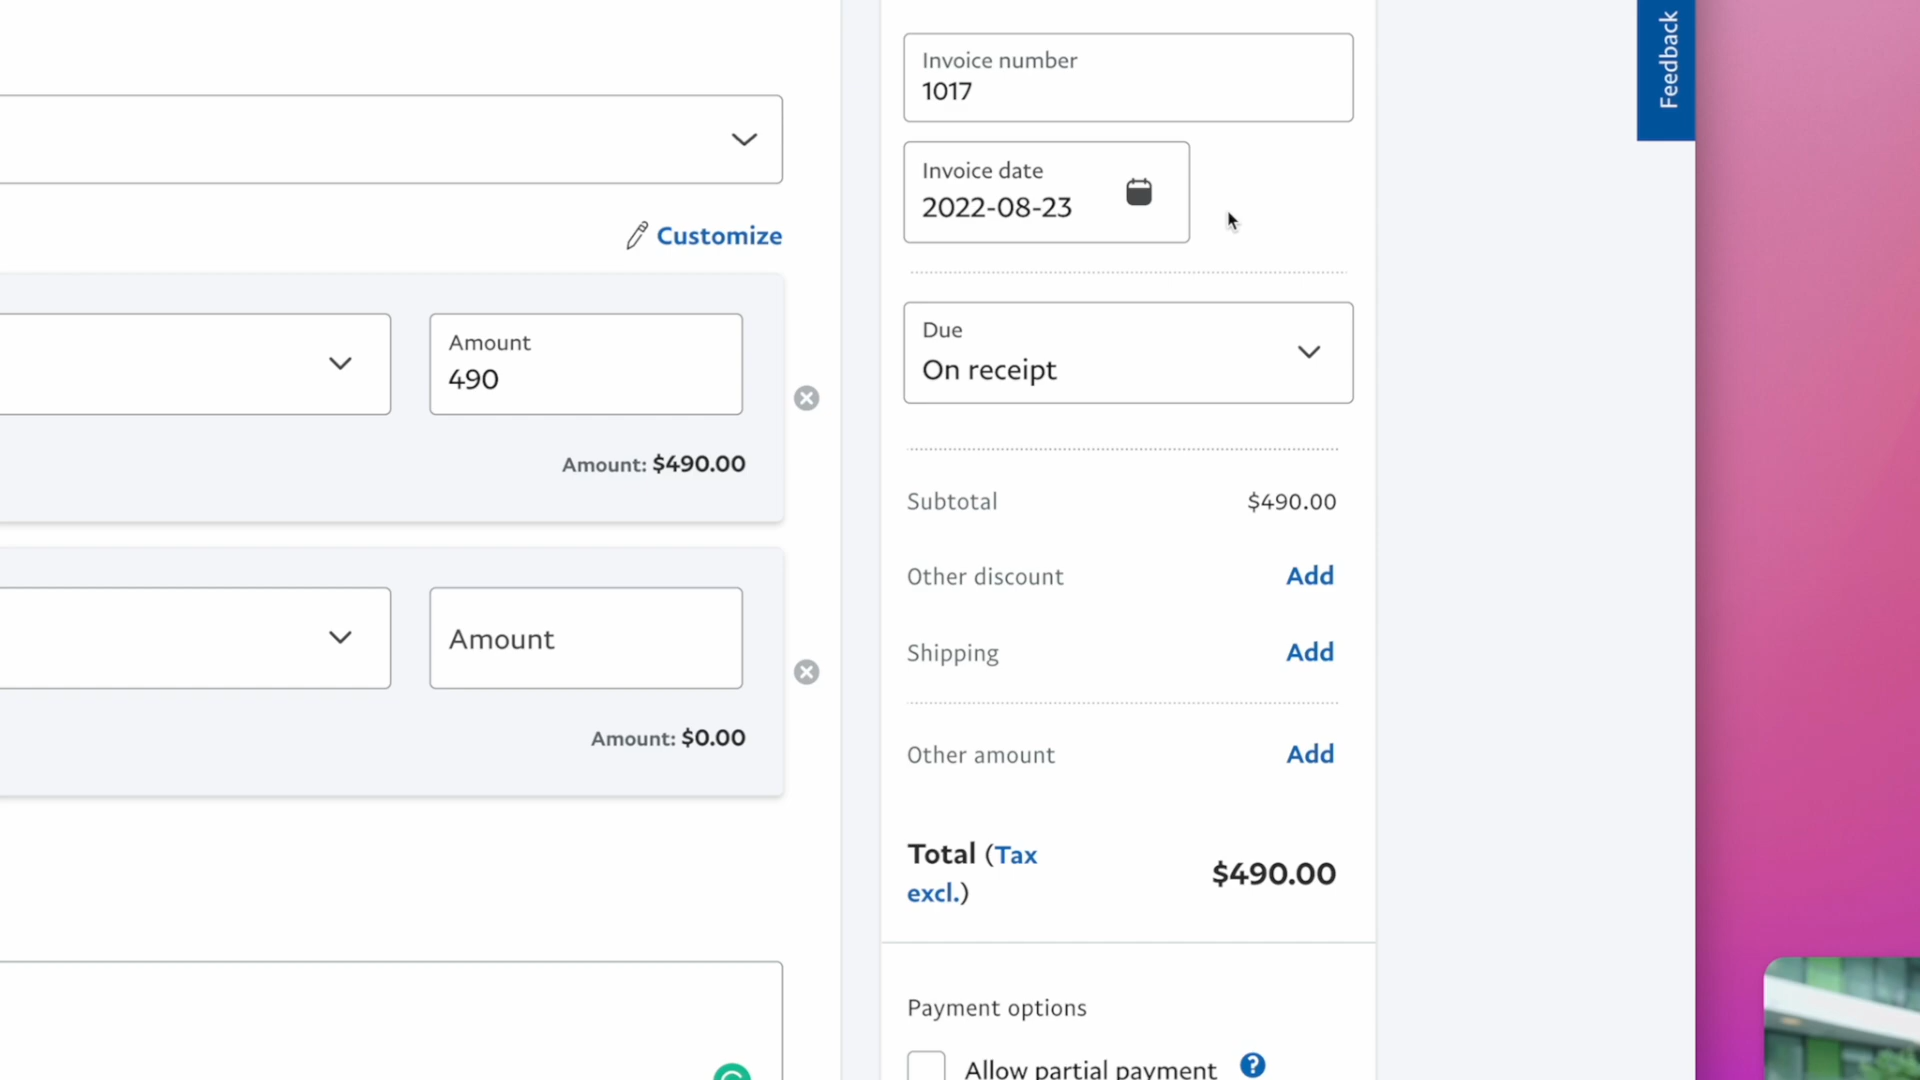 Feedback
Invoice number
1017
Invoice date
2022-08-23
Customize
Due
On receipt
Amount
490
Amount: $490.00
Subtotal $490.00
Other discount Add
Shipping Add
Amount
Amount: $0.00
Other amount Add
Total (Tax
excl.) $490.00
Payment options
Allow partial payment ?